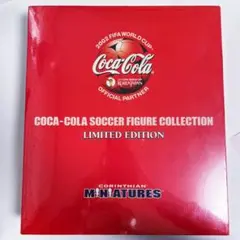 2002 FIFA WORLD CUP
Coca-Cola
OFFICIAL PARTNER
COCA-COLA SOCCER FIGURE COLLECTION
LIMITED EDITION
CORINTHIAN
MINIATURES